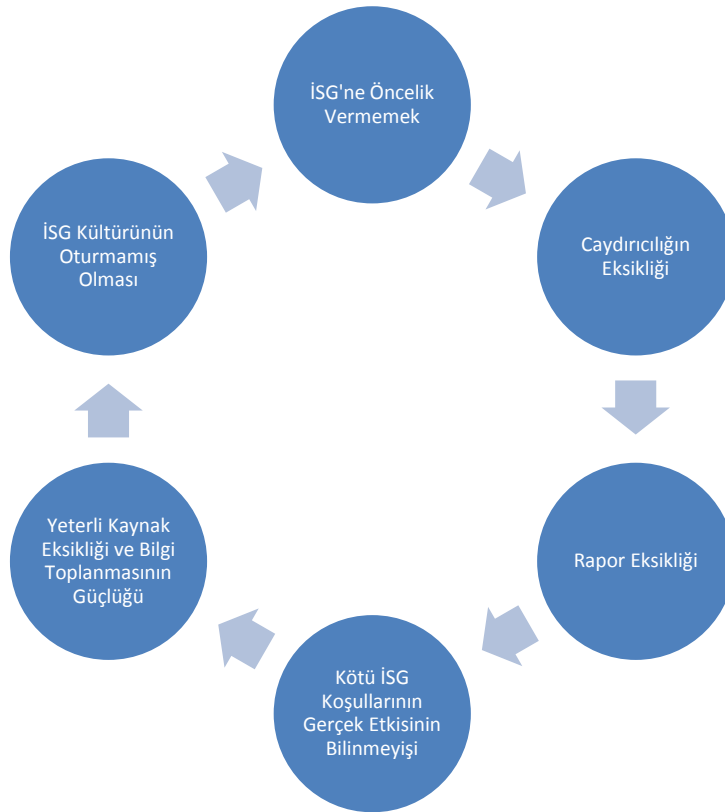 İSG'ne Öncelik
Vermemek
Caydırıcılığın
Eksikliği
Rapor Eksikliği
Kötü İSG
Koşullarının
Gerçek Etkisinin
Bilinmeyişi
Yeterli Kaynak
Eksikliği ve Bilgi
Toplanmasının
Güçlüğü
İSG Kültürünün
Oturmamış
Olması